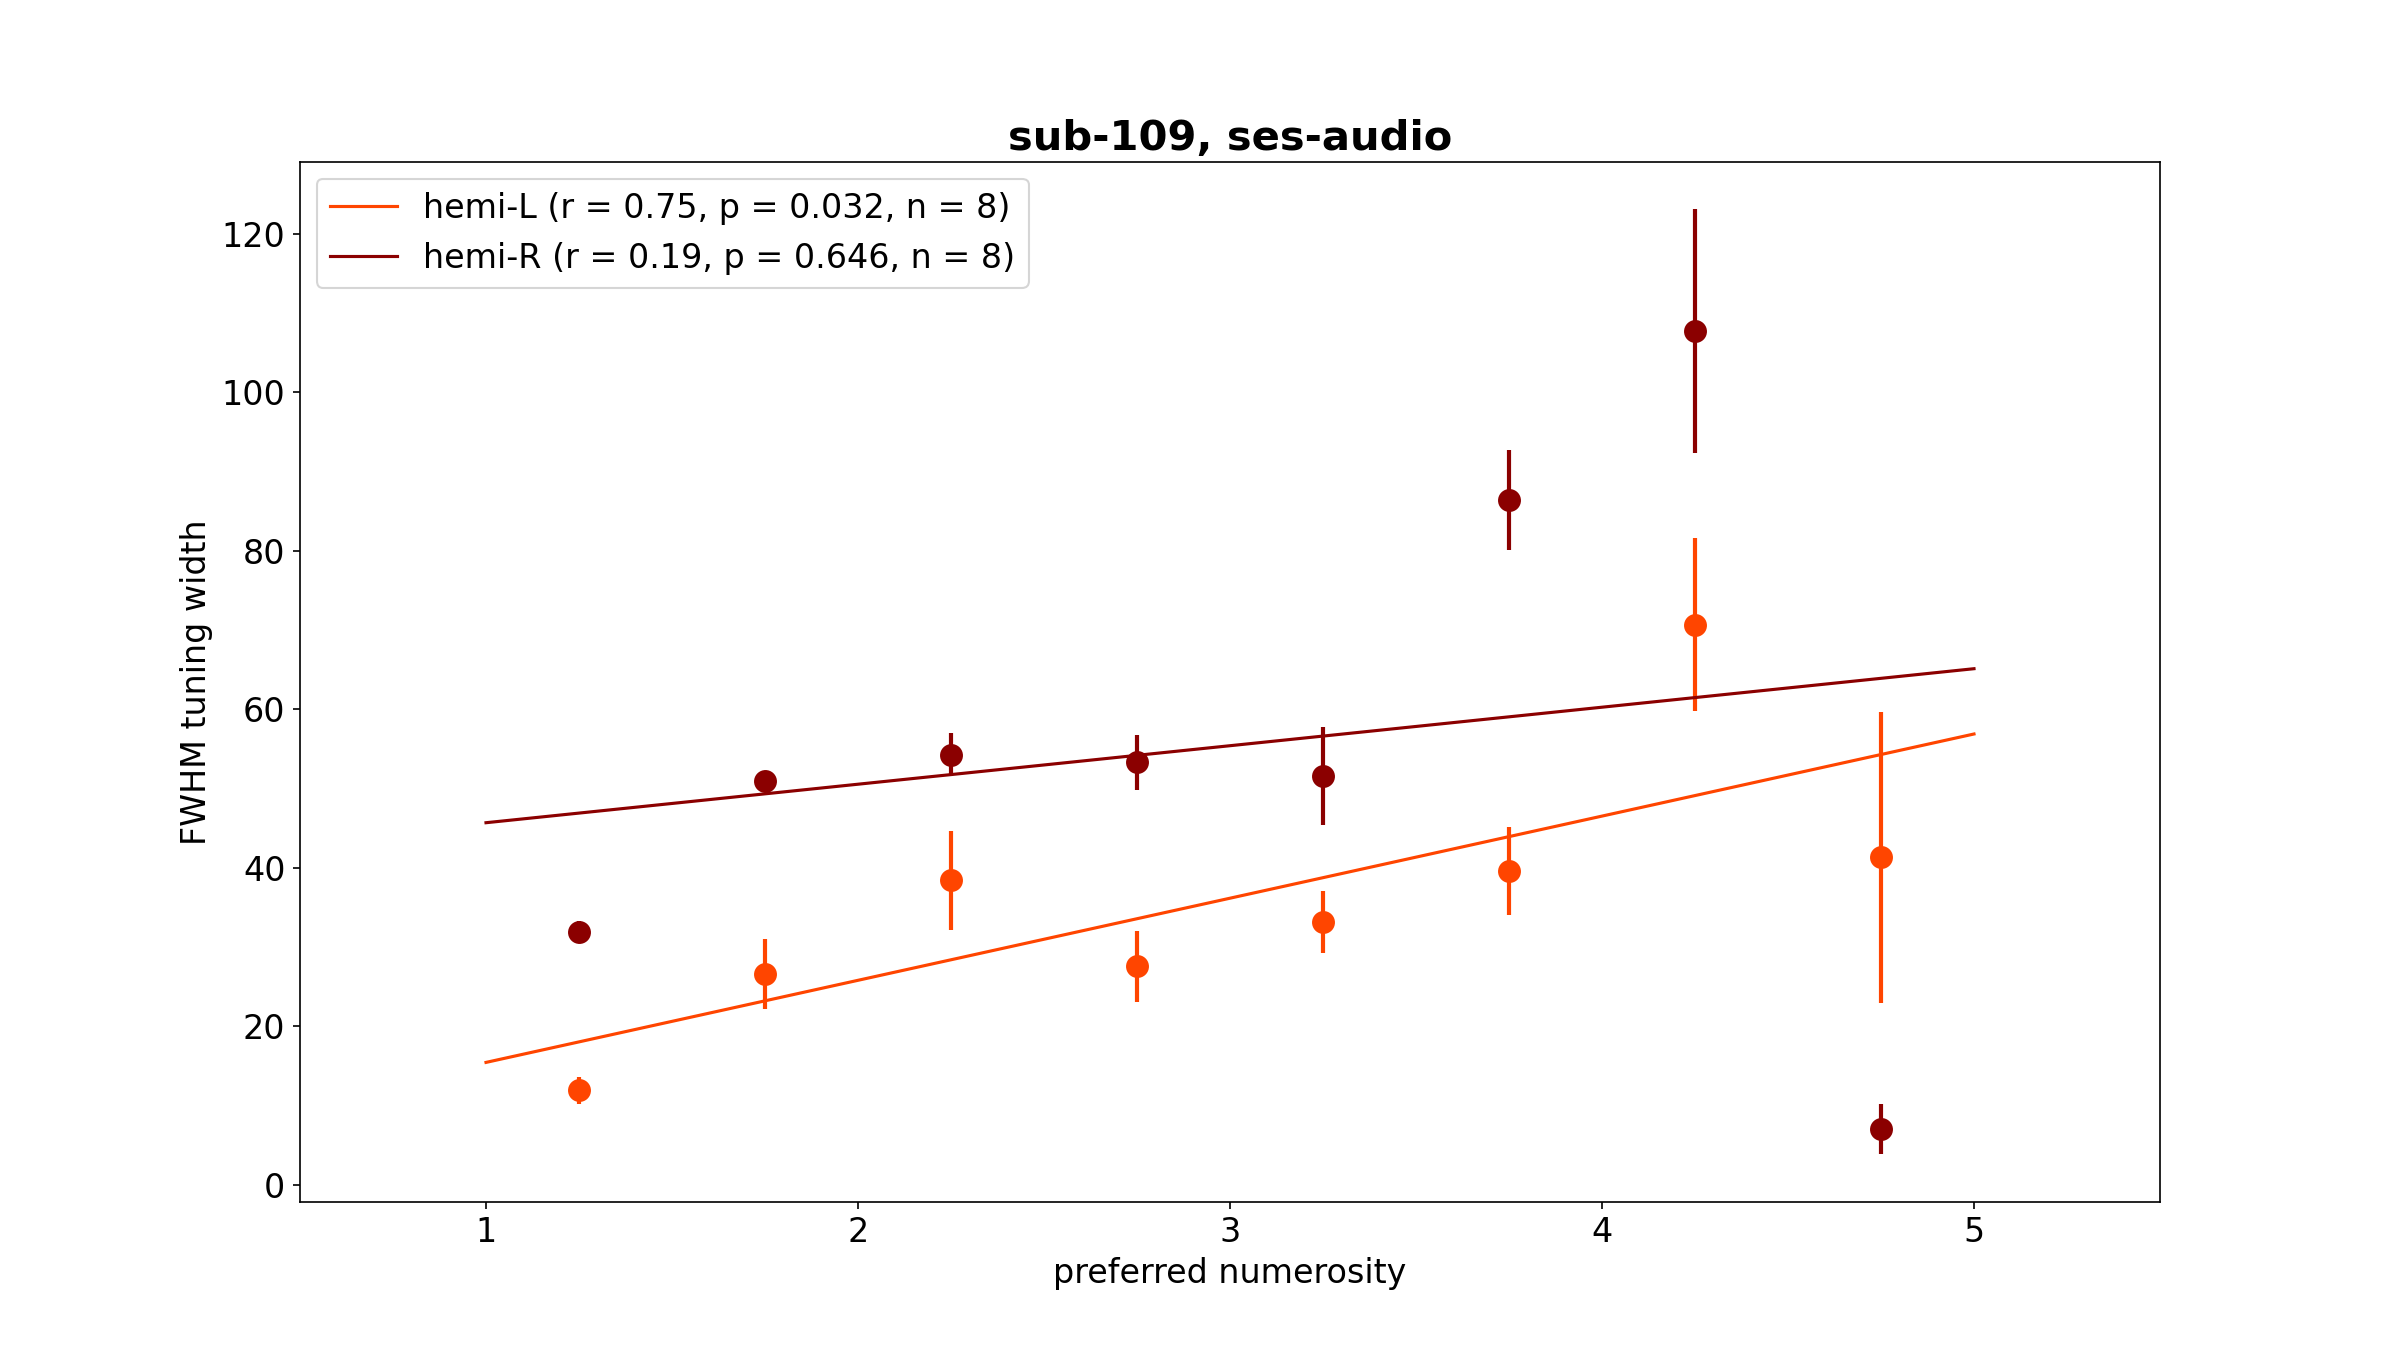 sub-109, ses-audio
hemi-L (r = 0.75, p = 0.032, n = 8)
hemi-R (r = 0.19, p = 0.646, n = 8)
120
100
80
60
40
20
0
FWHM tuning width
1 2 3 4 5
preferred numerosity